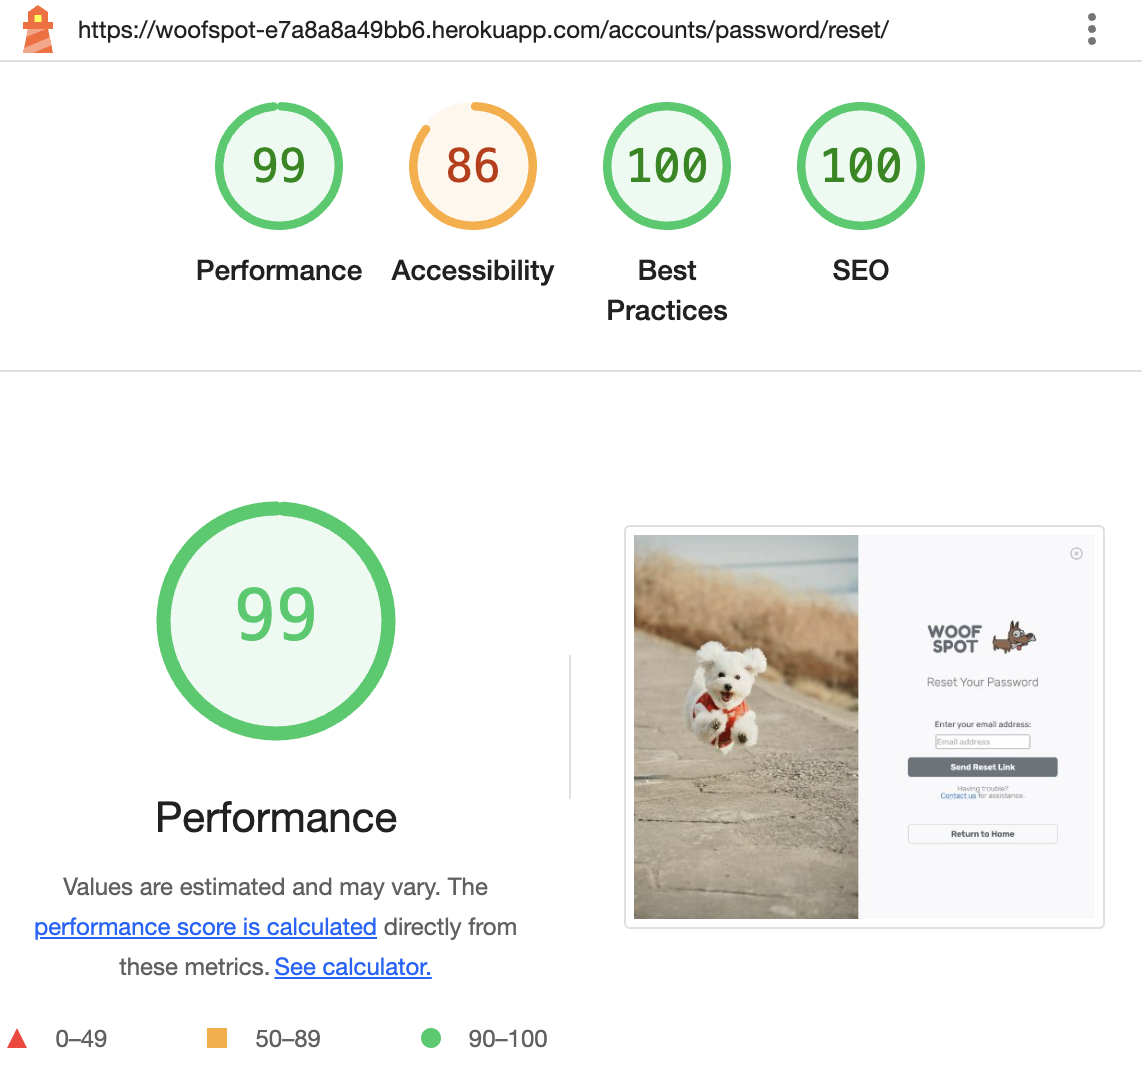 https://woofspot-e7a8a8a49bb6.herokuapp.com/accounts/password/reset/
99
86
100
100
Performance
Accessibility
Best
Practices
SEO
99
Performance
Values are estimated and may vary. The
performance score is calculated directly from
these metrics. See calculator.
0–49
50–89
90–100
WOOF
SPOT
Reset Your Password
Enter your email address:
Email address
Send Reset Link
Having trouble?
Contact us for assistance.
Return to Home